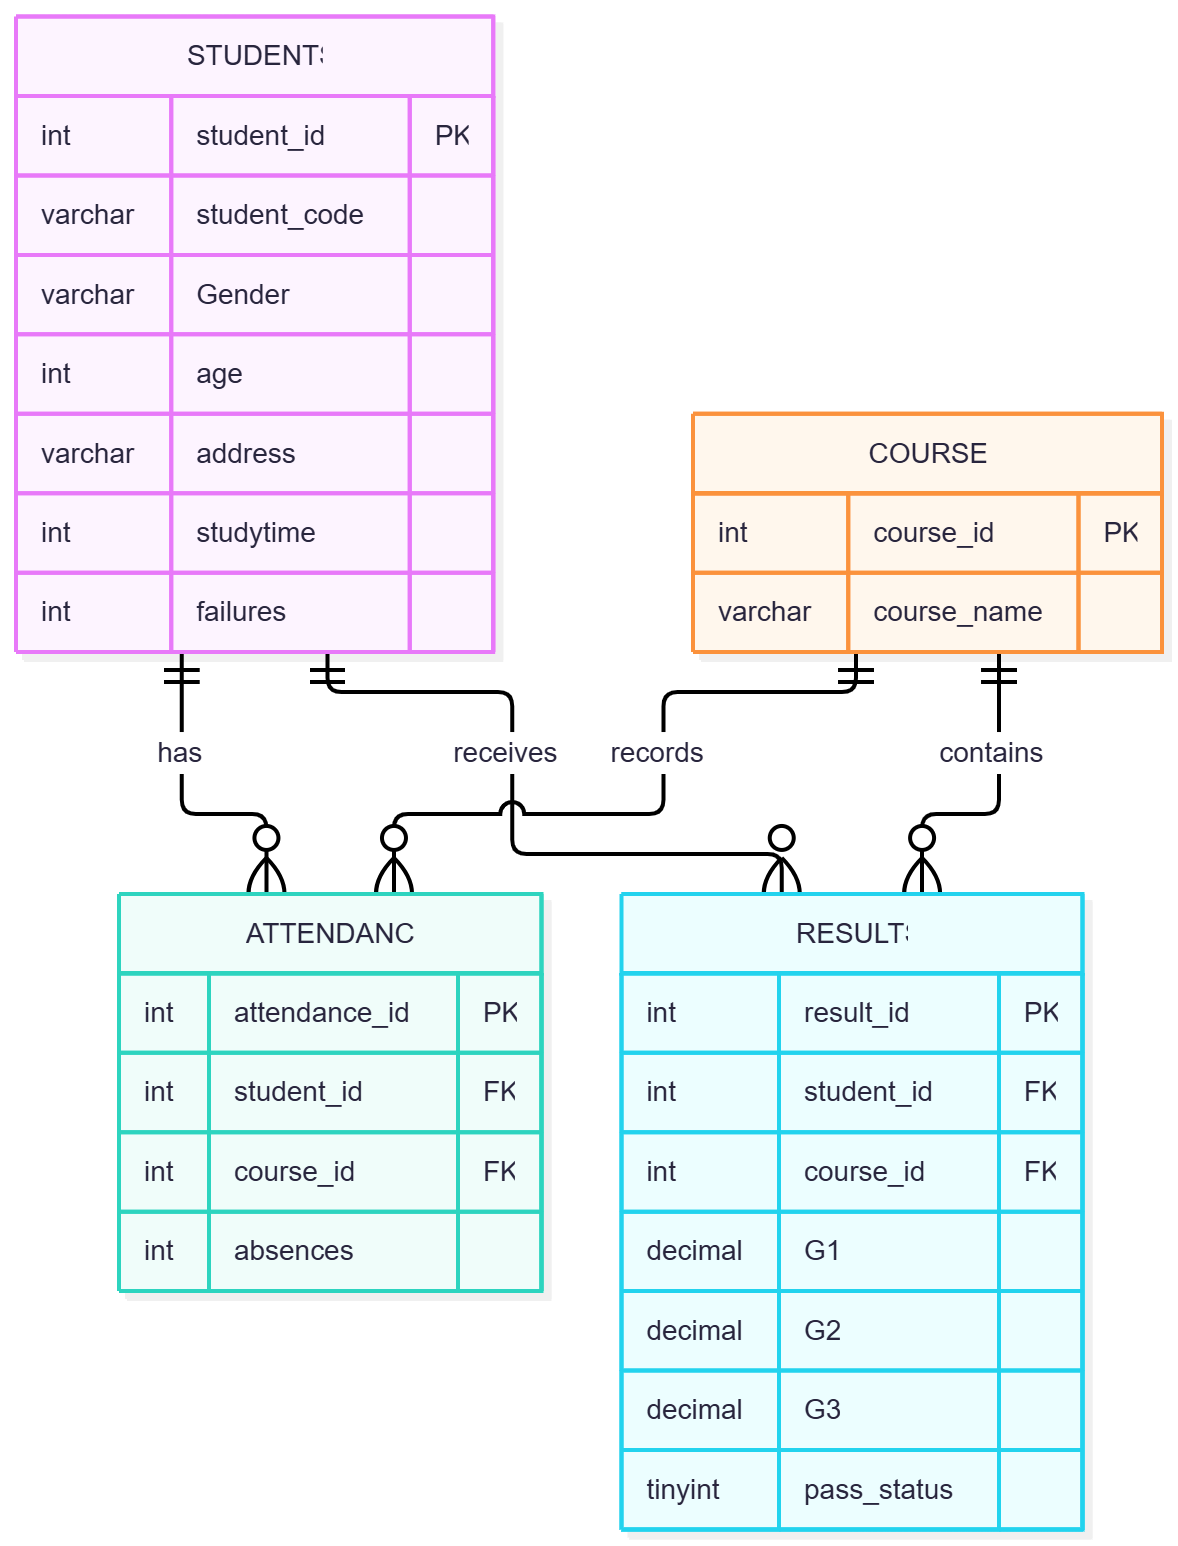 STUDENTS
int student_id PK
varchar student_code
varchar Gender
int age
varchar address
int studytime
int failures
COURSE
int course_id PK
varchar course_name
has receives records contains
ATTENDANC
int attendance_id PK
int student_id FK
int course_id FK
int absences
RESULTS
int result_id PK
int student_id FK
int course_id FK
decimal G1
decimal G2
decimal G3
tinyint pass_status